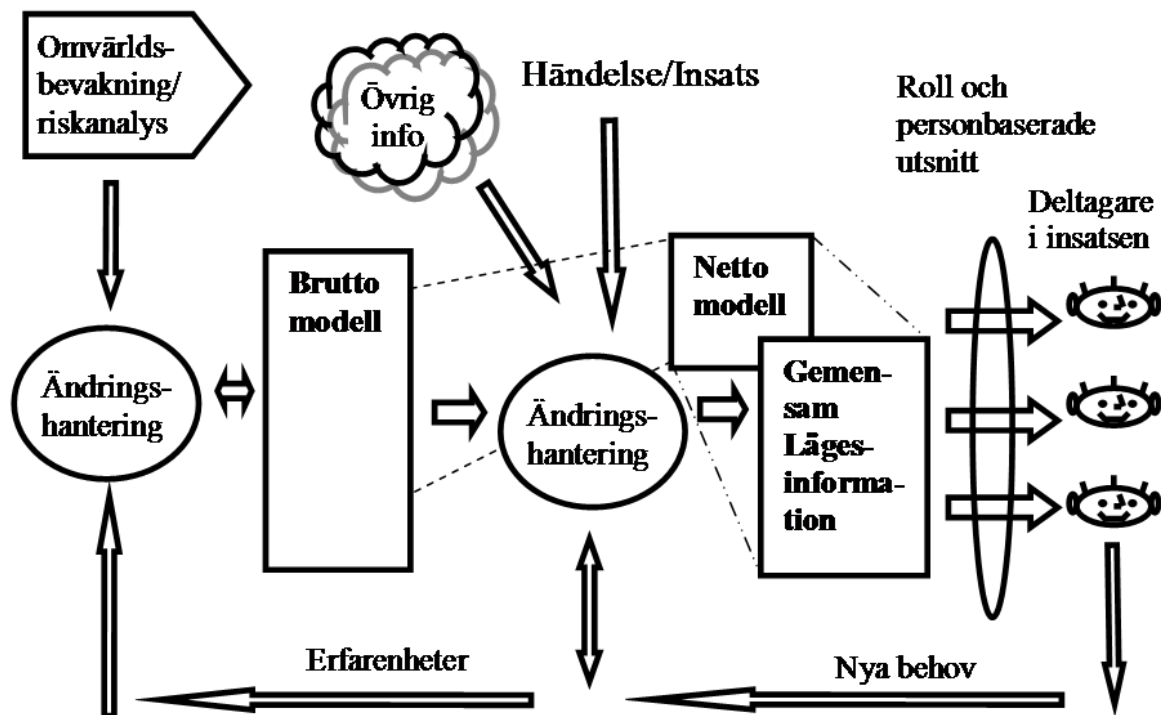 Omvärlds-
bevakning/
riskanalys
Övrig
info
Händelse/Insats
Roll och
personbaserade
utsnitt
Deltagare
i insatsen
Brutto
modell
Netto
modell
Ändrings-
hantering
Ändrings-
hantering
Gemen-
sam
Läges-
informa-
tion
Erfarenheter
Nya behov